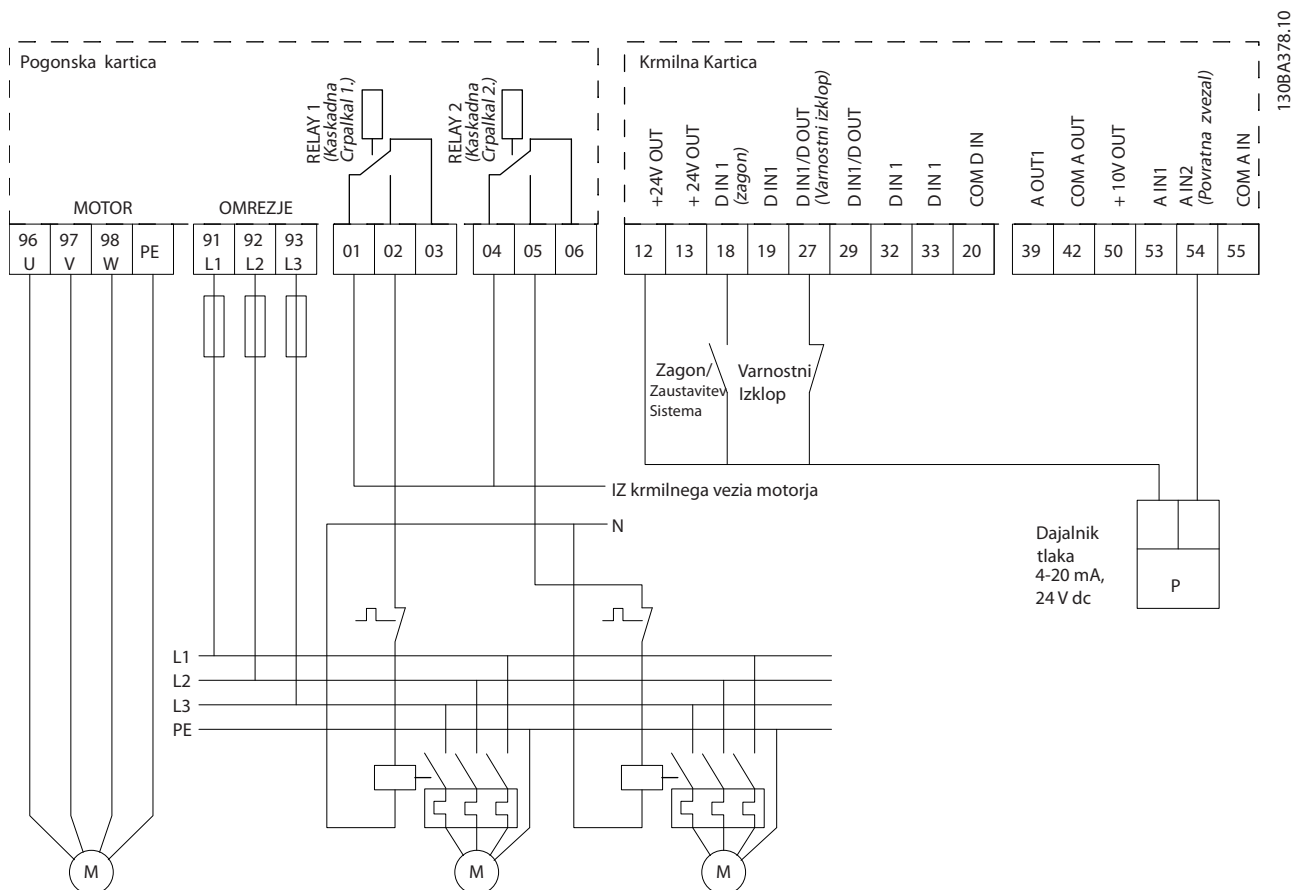 130BA378.10
Pogonska kartica
Krmilna Kartica
RELAY 1
(Kaskadna
Crpalkal 1.)
RELAY 2
(Kaskadna
Crpalkal 2.)
+24V OUT
+ 24V OUT
D IN 1
(zagon)
D IN1
D IN1/D OUT
(Varnostni izklop)
D IN1/D OUT
D IN 1
D IN 1
COM D IN
A OUT1
COM A OUT
+ 10V OUT
A IN1
A IN2
(Povratna zvezal)
COM A IN
MOTOR
OMREZJE
96 97 98 PE
U V W
91 92 93
L1 L2 L3
01 02 03
04 05 06
12 13 18 19 27 29 32 33 20
39 42 50 53 54 55
Zagon/
Zaustavitev
Sistema
Varnostni
Izklop
IZ krmilnega vezia motorja
N
Dajalnik
tlaka
4-20 mA,
24 V dc
P
L1
L2
L3
PE
M
M
M